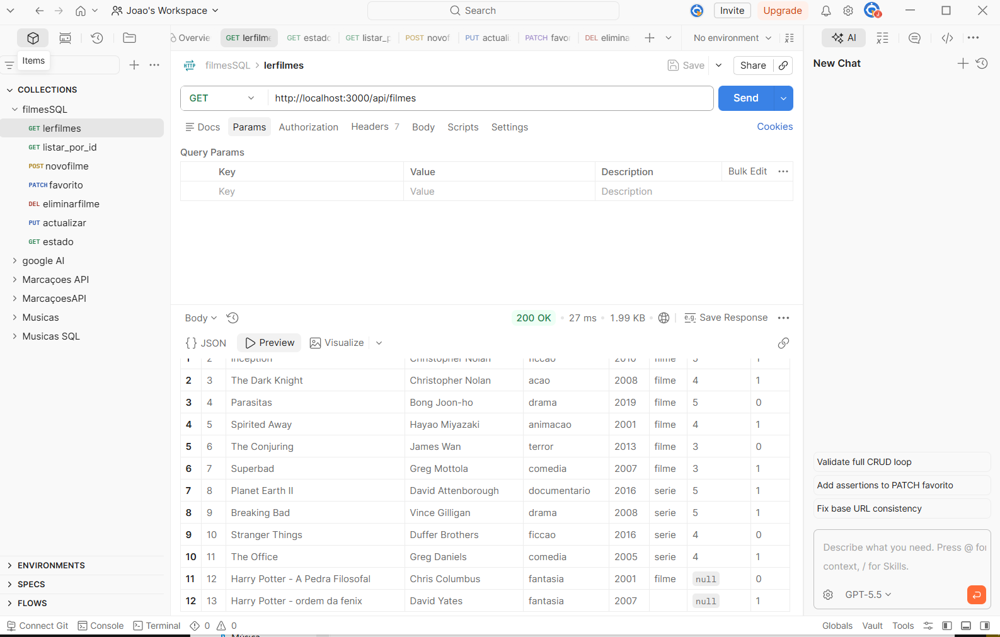 Joao's Workspace
Search
Invite
Upgrade
Overvie
GET lerfilme
GET estado
GET listar_p
POST novof
PUT actuali
PATCH favo
DEL elimina
No environment
AI
Items
filmesSQL > lerfilmes
Save
Share
New Chat
COLLECTIONS
filmesSQL
GET lerfilmes
GET listar_por_id
POST novofilme
PATCH favorito
DEL eliminarfilme
PUT actualizar
GET estado
google AI
Marcaçoes API
MarcaçoesAPI
Musicas
Musicas SQL
ENVIRONMENTS
SPECS
FLOWS
HTTP
GET http://localhost:3000/api/filmes
Send
Docs Params Authorization Headers 7 Body Scripts Settings Cookies
Query Params
Key Value Description Bulk Edit
Key Value Description
Body 200 OK 27 ms 1.99 KB e.g. Save Response
{ } JSON Preview Visualize
1 2 Inception Christopher Nolan ficcao 2010 filme 5 1
2 3 The Dark Knight Christopher Nolan acao 2008 filme 4 1
3 4 Parasitas Bong Joon-ho drama 2019 filme 5 0
4 5 Spirited Away Hayao Miyazaki animacao 2001 filme 4 1
5 6 The Conjuring James Wan terror 2013 filme 3 0
6 7 Superbad Greg Mottola comedia 2007 filme 3 1
7 8 Planet Earth II David Attenborough documentario 2016 serie 5 1
8 9 Breaking Bad Vince Gilligan drama 2008 serie 5 1
9 10 Stranger Things Duffer Brothers ficcao 2016 serie 4 0
10 11 The Office Greg Daniels comedia 2005 serie 4 1
11 12 Harry Potter - A Pedra Filosofal Chris Columbus fantasia 2001 filme null 0
12 13 Harry Potter - ordem da fenix David Yates fantasia 2007 null 1
Validate full CRUD loop
Add assertions to PATCH favorito
Fix base URL consistency
Describe what you need. Press @ for
context, / for Skills.
GPT-5.5
Connect Git Console Terminal 0 0
Globals Vault Tools